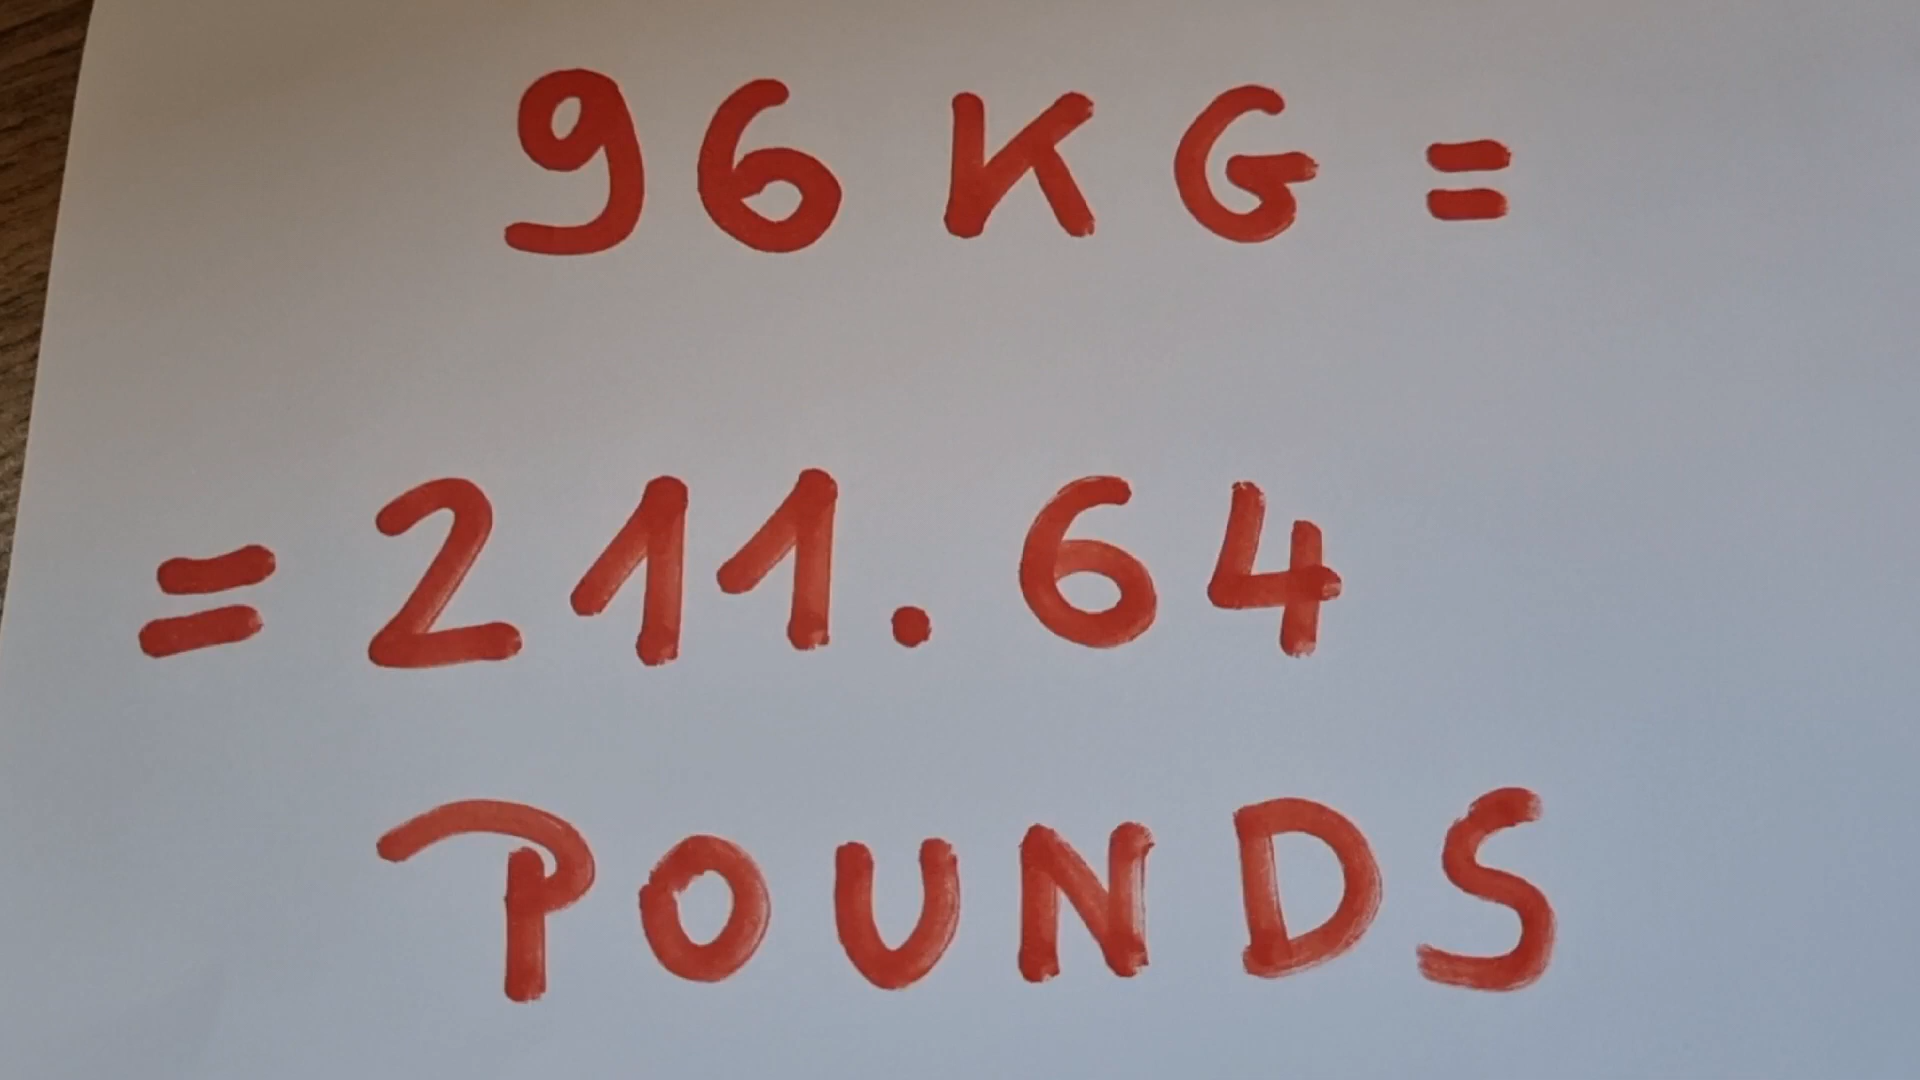 96 KG =
= 211.64
POUNDS